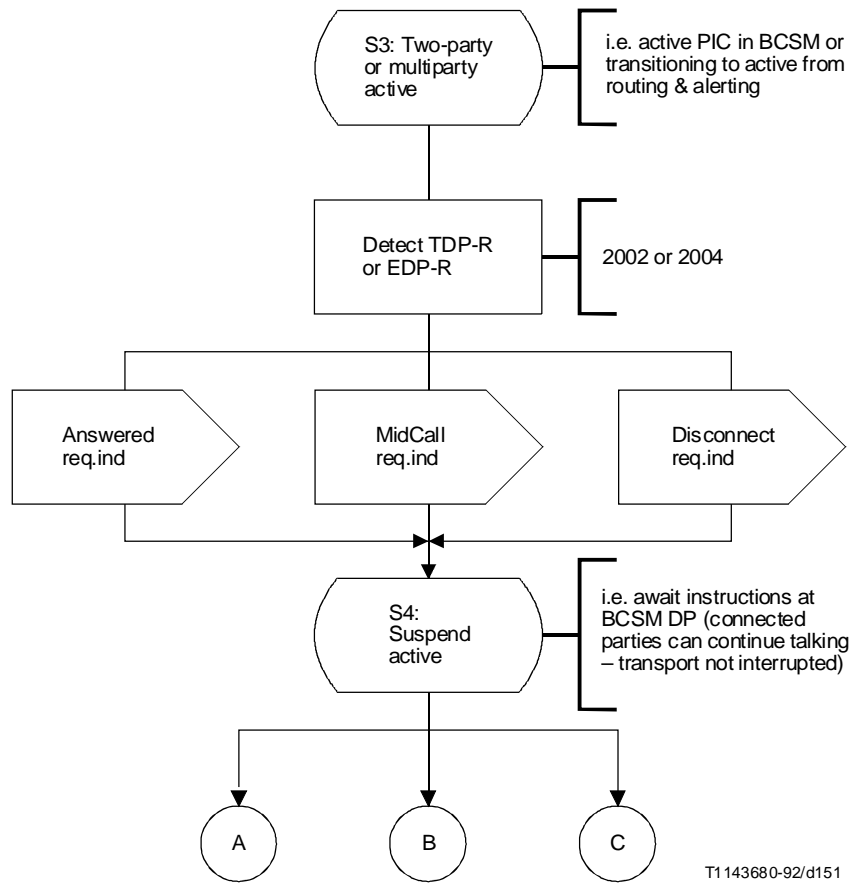 S3: Two-party
or multiparty
active
i.e. active PIC in BCSM or
transitioning to active from
routing & alerting
Detect TDP-R
or EDP-R
2002 or 2004
Answered
req.ind
MidCall
req.ind
Disconnect
req.ind
S4:
Suspend
active
i.e. await instructions at
BCSM DP (connected
parties can continue talking
– transport not interrupted)
A
B
C
T1143680-92/d151